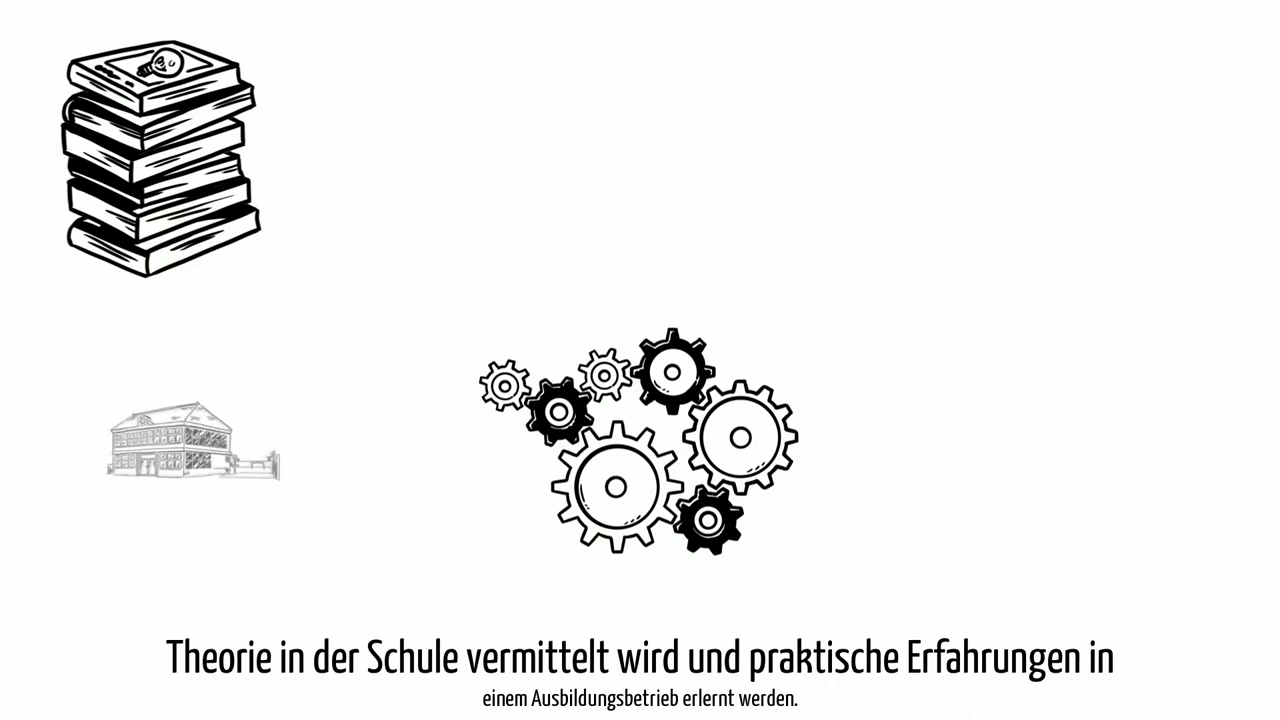 Theorie in der Schule vermittelt wird und praktische Erfahrungen in
einem Ausbildungsbetrieb erlernt werden.